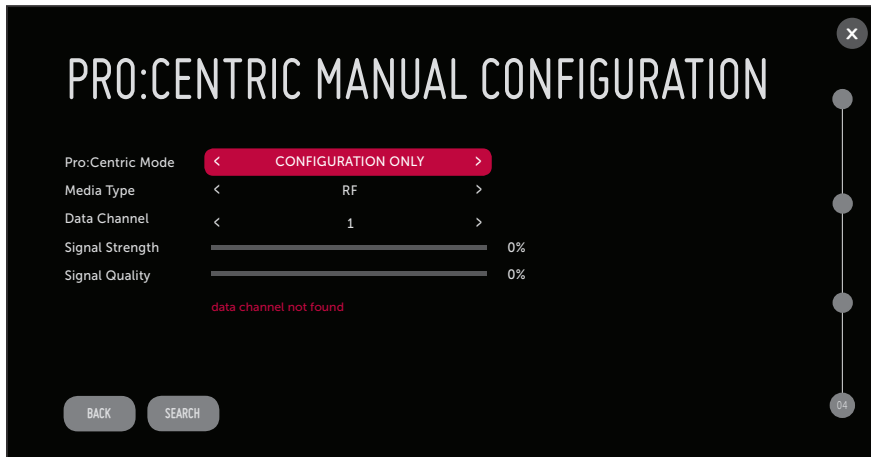 X
PRO:CENTRIC MANUAL CONFIGURATION
Pro:Centric Mode < CONFIGURATION ONLY >
Media Type < RF >
Data Channel < 1 >
Signal Strength 0%
Signal Quality 0%
data channel not found
BACK SEARCH 04